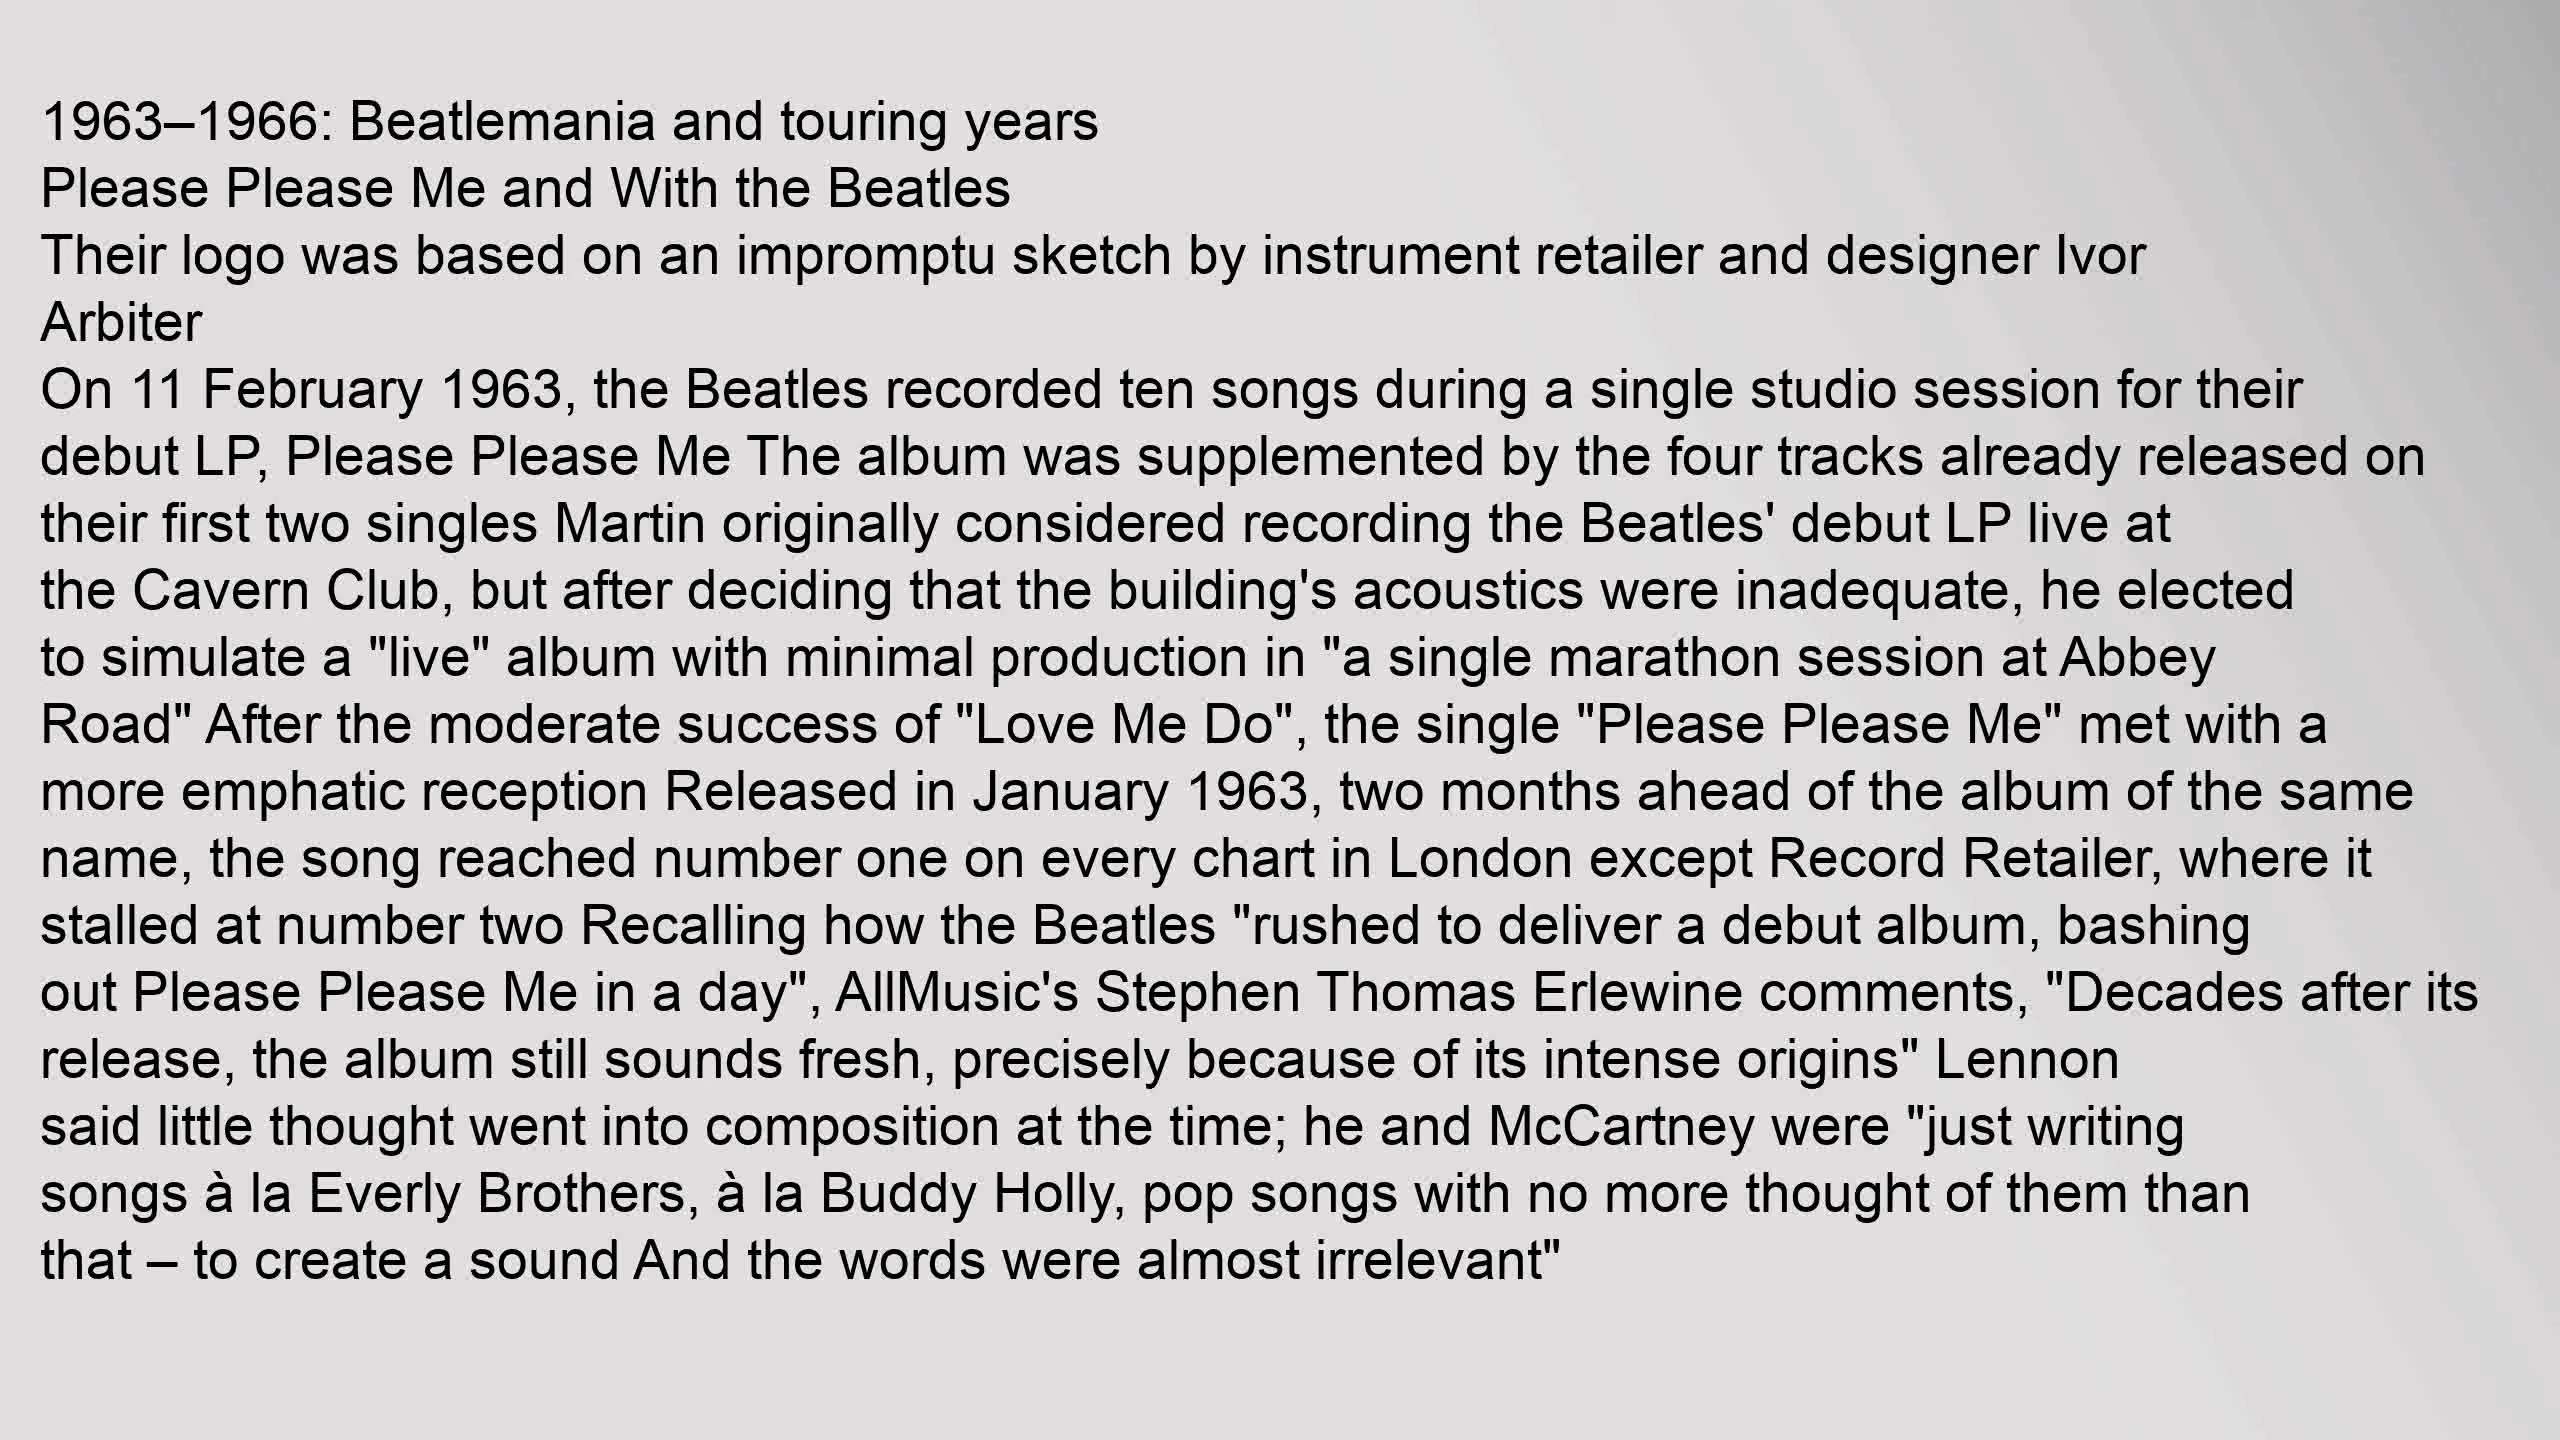 1963–1966: Beatlemania and touring years
Please Please Me and With the Beatles
Their logo was based on an impromptu sketch by instrument retailer and designer Ivor
Arbiter
On 11 February 1963, the Beatles recorded ten songs during a single studio session for their
debut LP, Please Please Me The album was supplemented by the four tracks already released on
their first two singles Martin originally considered recording the Beatles' debut LP live at
the Cavern Club, but after deciding that the building's acoustics were inadequate, he elected
to simulate a "live" album with minimal production in "a single marathon session at Abbey
Road" After the moderate success of "Love Me Do", the single "Please Please Me" met with a
more emphatic reception Released in January 1963, two months ahead of the album of the same
name, the song reached number one on every chart in London except Record Retailer, where it
stalled at number two Recalling how the Beatles "rushed to deliver a debut album, bashing
out Please Please Me in a day", AllMusic's Stephen Thomas Erlewine comments, "Decades after its
release, the album still sounds fresh, precisely because of its intense origins" Lennon
said little thought went into composition at the time; he and McCartney were "just writing
songs à la Everly Brothers, à la Buddy Holly, pop songs with no more thought of them than
that – to create a sound And the words were almost irrelevant"